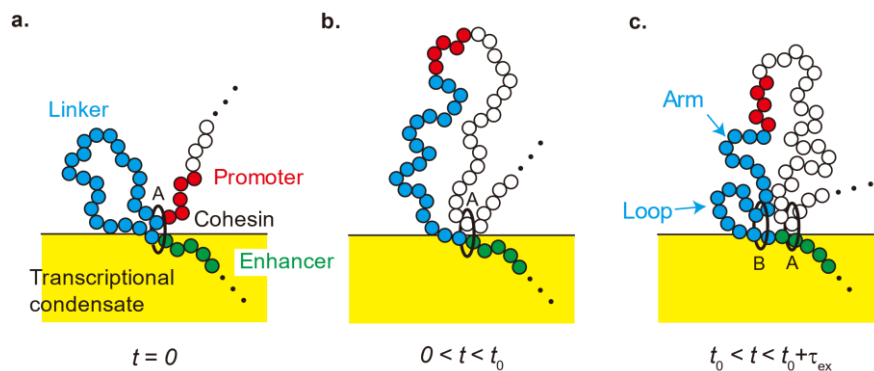 a.
Linker
A
Promoter
Cohesin
Enhancer
Transcriptional
condensate
t = 0
b.
A
0 < t < t₀
c.
Arm
Loop
B
A
t₀ < t < t₀+τₑₓ